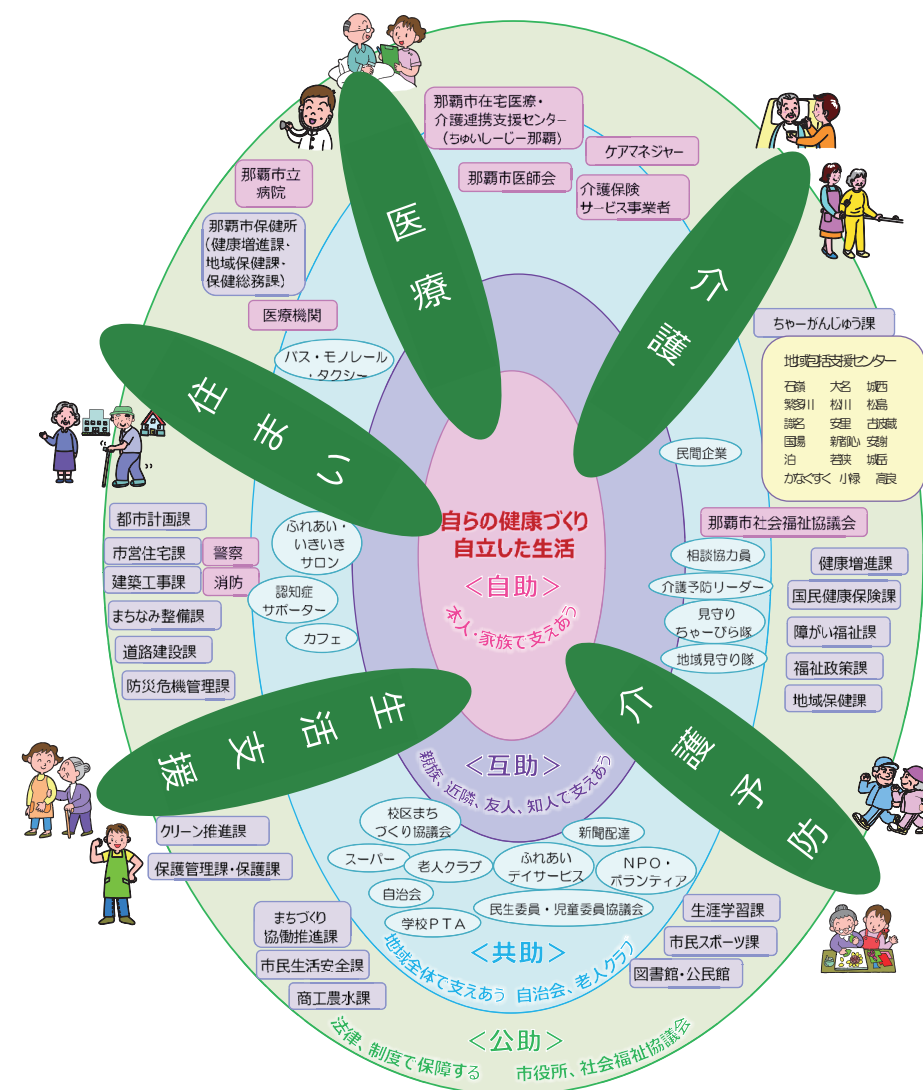 那覇市在宅医療・
介護連携支援センター
(ちゅいしーじー那覇)
ケアマネジャー
那覇市医師会
介護保険
サービス事業者
那覇市立
病院
那覇市保健所
(健康増進課・
地域保健課・
保健総務課)
医療機関
バス・モノレール
・タクシー
医療
介護
住まい
ちゃーがんじゅう課
地域包括支援センター
石嶺 大名 城西
繁多川 松川 松島
識名 安里 古波蔵
国場 新都心 安謝
泊 若狭 城岳
かなぐすく 小禄 高良
民間企業
那覇市社会福祉協議会
相談協力員
介護予防リーダー
見守り
ちゃーびら隊
地域見守り隊
健康増進課
国民健康保険課
障がい福祉課
福祉政策課
地域保健課
都市計画課
市営住宅課
警察
建築工事課
消防
まちなみ整備課
道路建設課
防災危機管理課
ふれあい・
いきいき
サロン
認知症
サポーター
カフェ
自らの健康づくり
自立した生活
<自助>
本人・家族で支えあう
生活支援
介護予防
<互助>
親族、近隣、友人、知人で支えあう
クリーン推進課
保護管理課・保護課
まちづくり
協働推進課
市民生活安全課
商工農水課
校区まち
づくり協議会
新聞配達
スーパー
老人クラブ
ふれあい
デイサービス
NPO・
ボランティア
自治会
民生委員・児童委員協議会
学校PTA
生涯学習課
市民スポーツ課
図書館・公民館
<共助>
地域全体で支えあう 自治会、老人クラブ
<公助>
法律、制度で保障する 市役所、社会福祉協議会